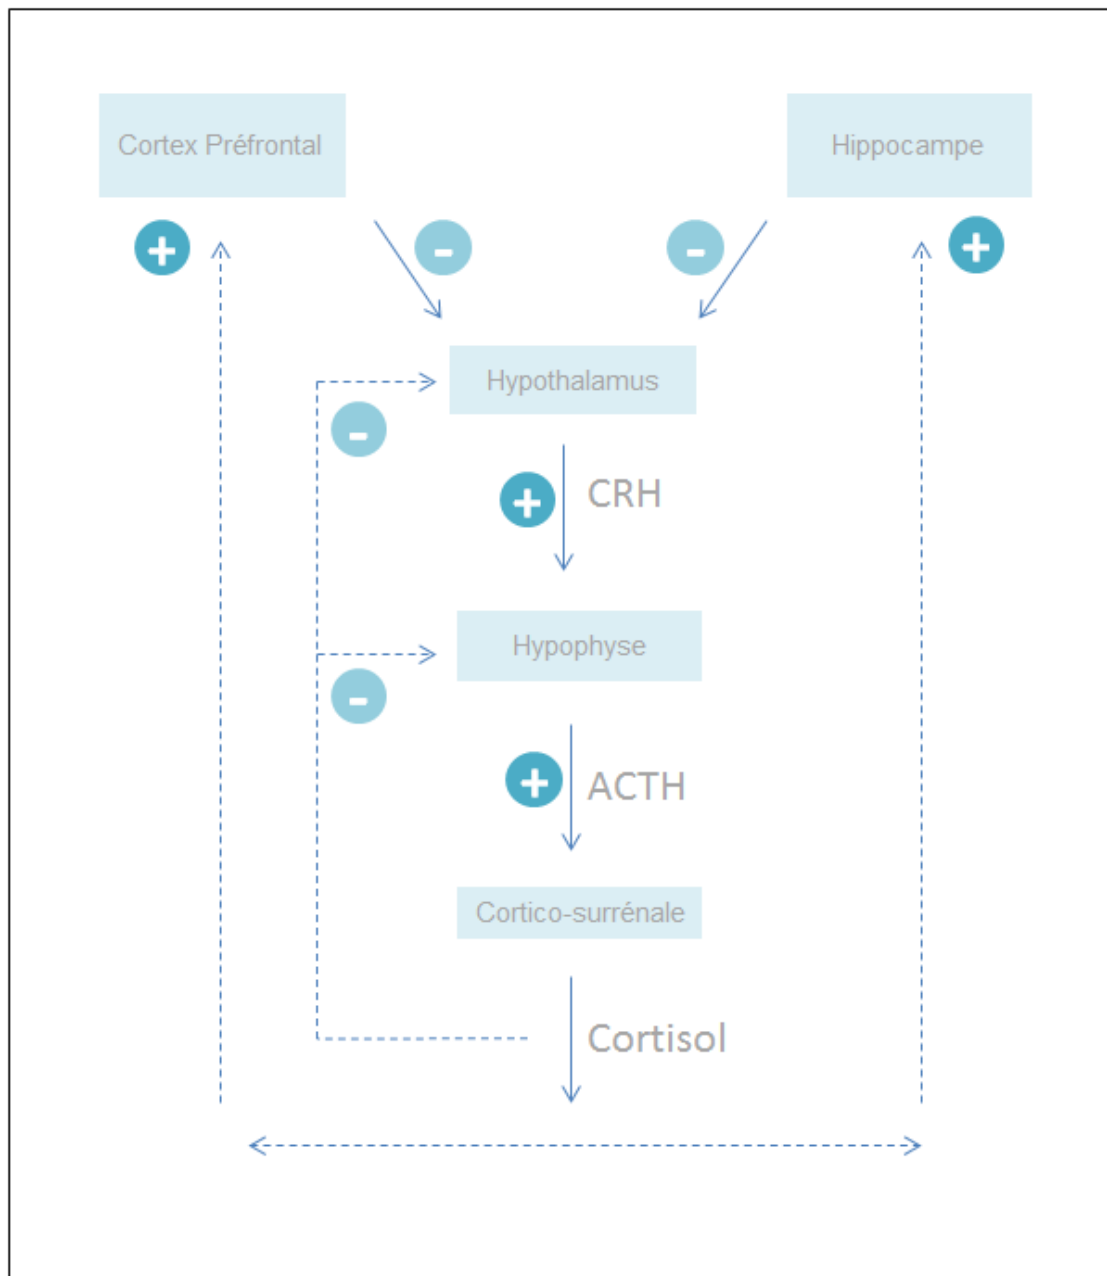 Cortex Préfrontal
Hippocampe
+
-
-
+
Hypothalamus
-
+
CRH
Hypophyse
-
+
ACTH
Cortico-surrénale
Cortisol